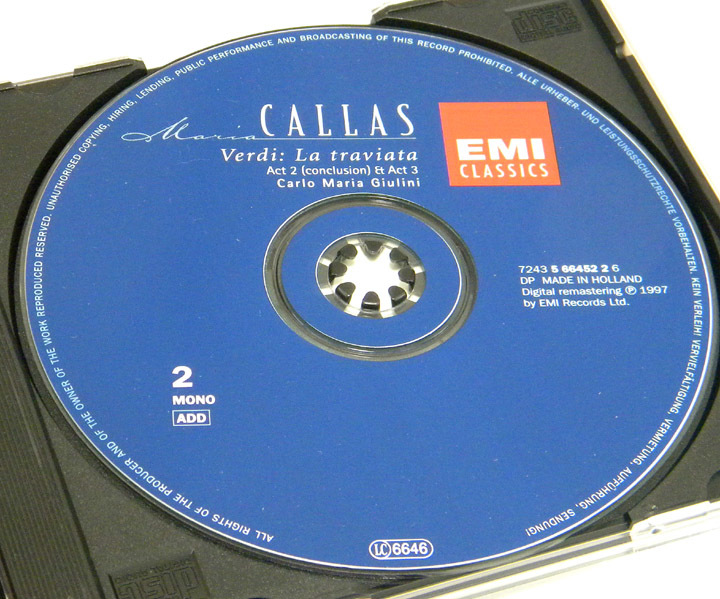 ALL RIGHTS OF THE PRODUCER AND OF THE OWNER OF THE WORK REPRODUCED RESERVED. UNAUTHORISED COPYING, HIRING, LENDING, PUBLIC PERFORMANCE AND BROADCASTING OF THIS RECORD PROHIBITED. ALLE URHEBER- UND LEISTUNGSSCHUTZRECHTE VORBEHALTEN. KEIN VERLEIH! VERVIELFÄLTIGUNG, VERMIETUNG, AUFFÜHRUNG, SENDUNG!
Maria CALLAS
Verdi: La traviata
Act 2 (conclusion) & Act 3
Carlo Maria Giulini
EMI
CLASSICS
7243 5 66452 2 6
DP MADE IN HOLLAND
Digital remastering ℗ 1997
by EMI Records Ltd.
2
MONO
ADD
LC 6646
disc
disc